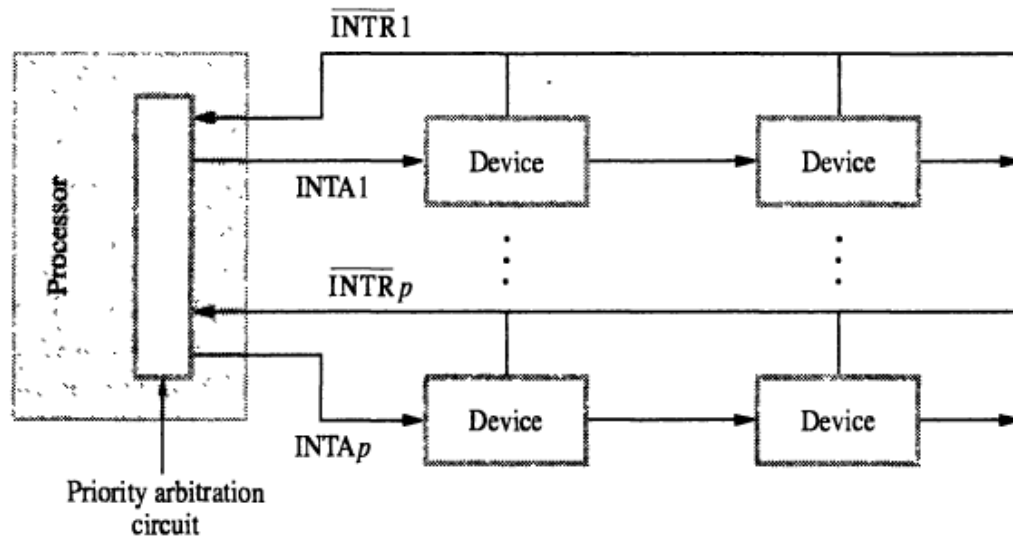 INTR1
Device
Device
INTA1
Processor
INTRp
Device
Device
INTAp
Priority arbitration
circuit